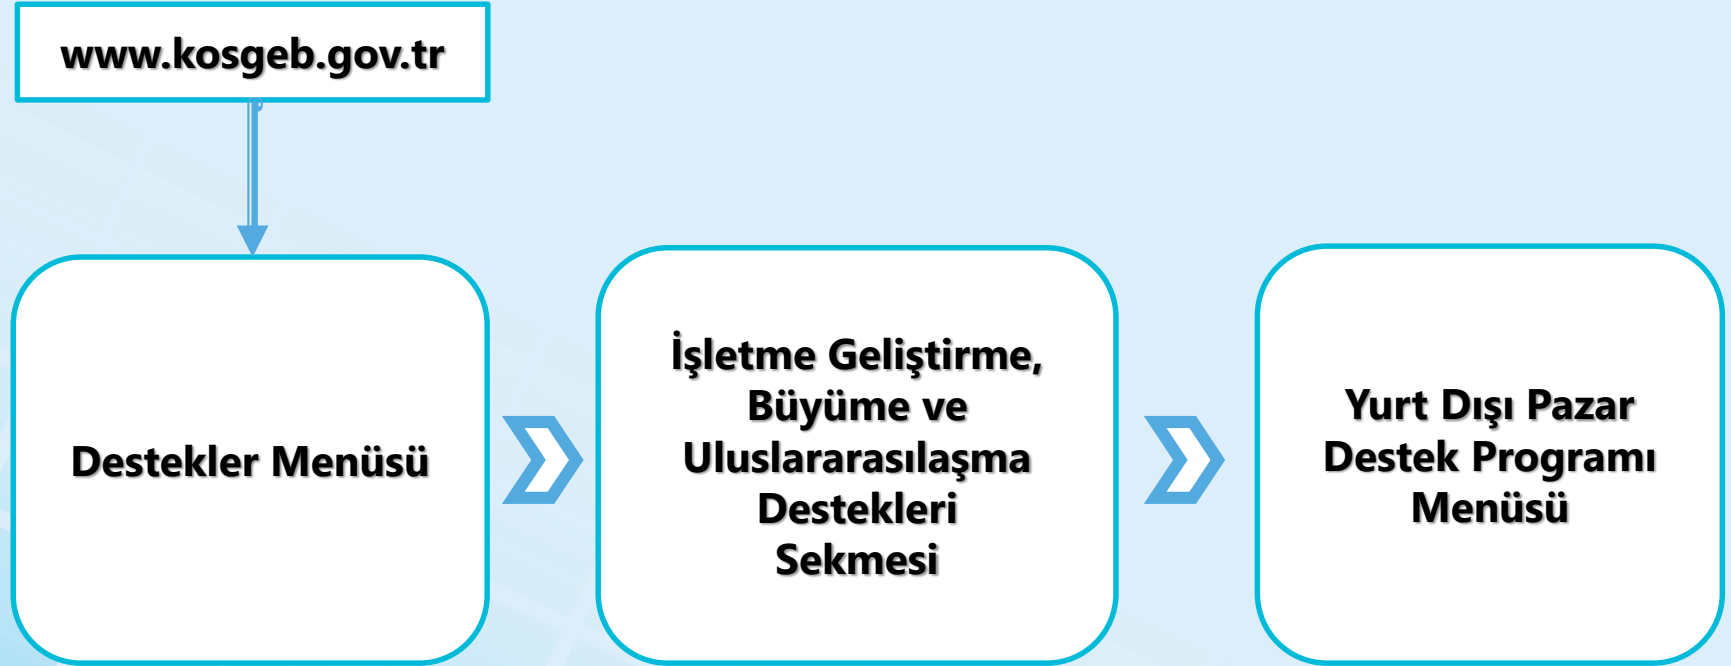 www.kosgeb.gov.tr
Destekler Menüsü
İşletme Geliştirme,
Büyüme ve
Uluslararasılaşma
Destekleri
Sekmesi
Yurt Dışı Pazar
Destek Programı
Menüsü